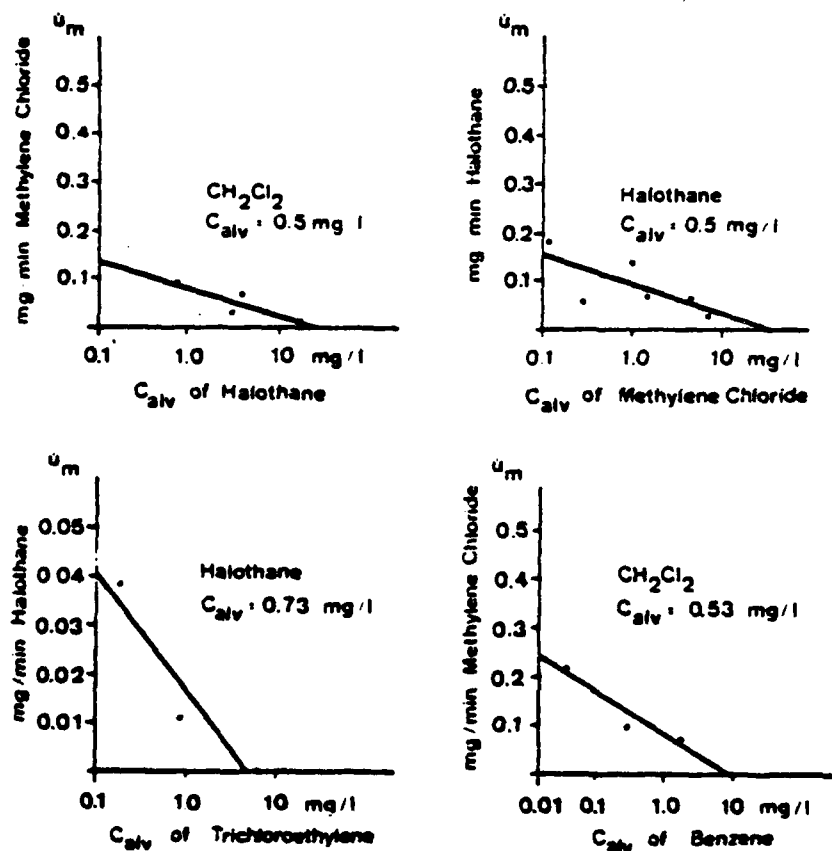 u̇m
mg · min Methylene Chloride
0.5
0.4
0.3
0.2
0.1
CH2Cl2
Calv = 0.5 mg l
0.1
1.0
10 mg/l
Calv of Halothane
u̇m
mg min Halothane
0.5
0.4
0.3
0.2
0.1
Halothane
Calv = 0.5 mg/l
0.1
1.0
10 mg/l
Calv of Methylene Chloride
u̇m
mg/min Halothane
0.05
0.04
0.03
0.02
0.01
Halothane
Calv = 0.73 mg/l
0.1
1.0
10 mg/l
Calv of Trichloroethylene
u̇m
mg/min Methylene Chloride
0.5
0.4
0.3
0.2
0.1
CH2Cl2
Calv = 0.53 mg/l
0.01
0.1
1.0
10 mg/l
Calv of Benzene